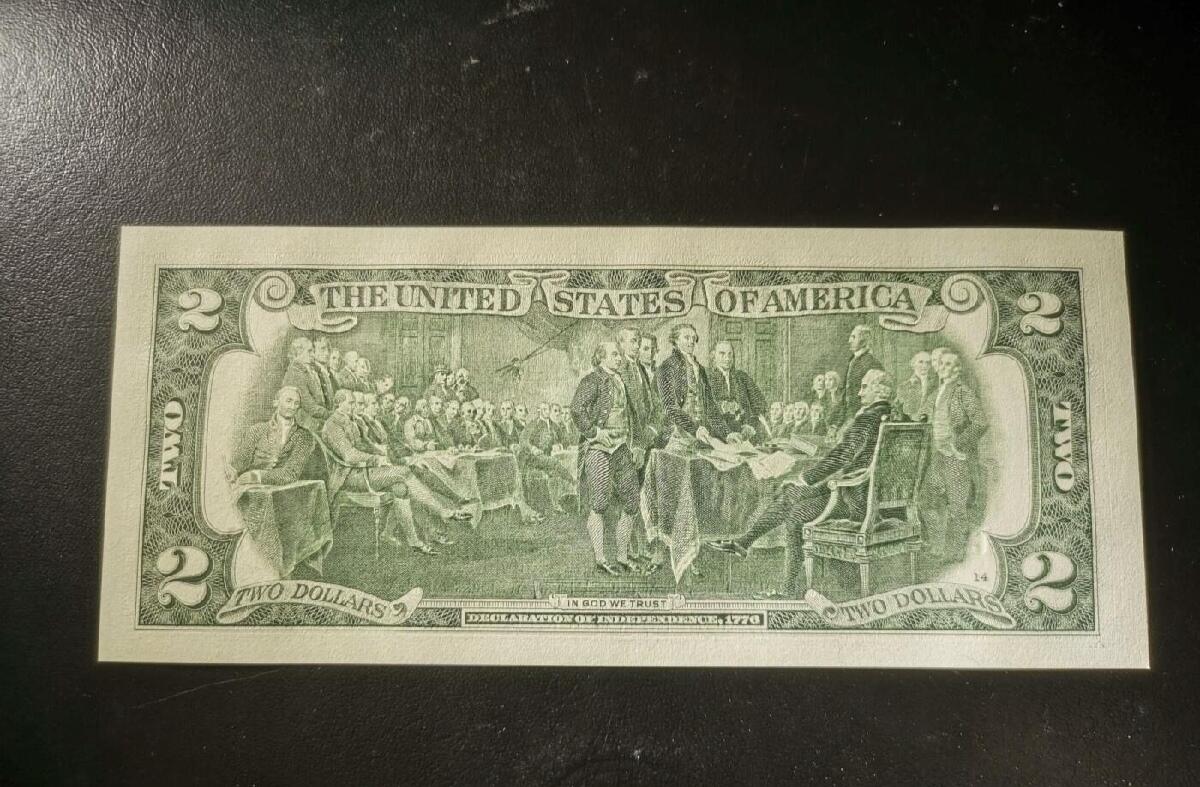 THE UNITED STATES OF AMERICA
2
2
TWO
TWO
2
2
14
TWO DOLLARS
TWO DOLLARS
IN GOD WE TRUST
DECLARATION OF INDEPENDENCE, 1776